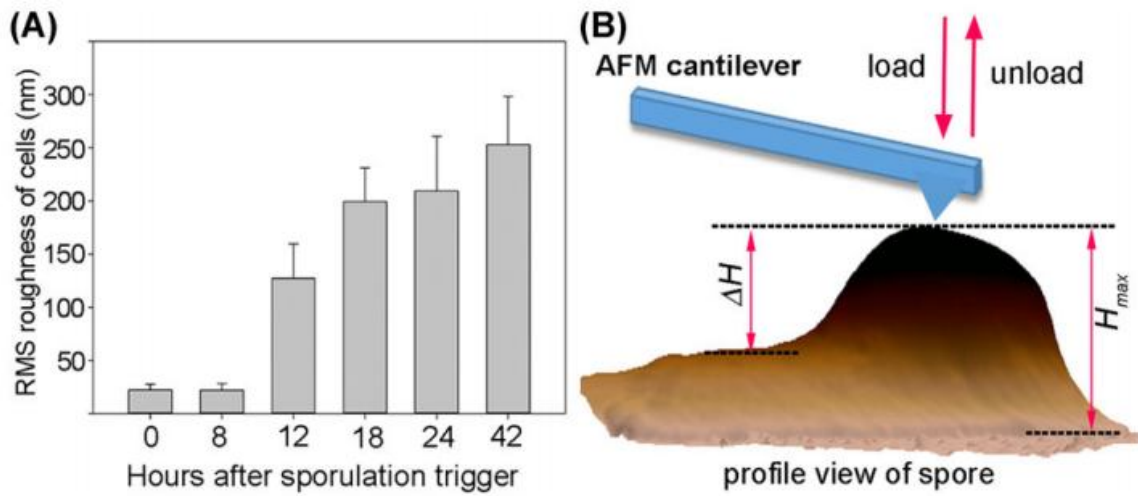 (A)
RMS roughness of cells (nm)
300
250
200
150
100
50
0 8 12 18 24 42
Hours after sporulation trigger
(B)
AFM cantilever
load
unload
ΔH
Hmax
profile view of spore